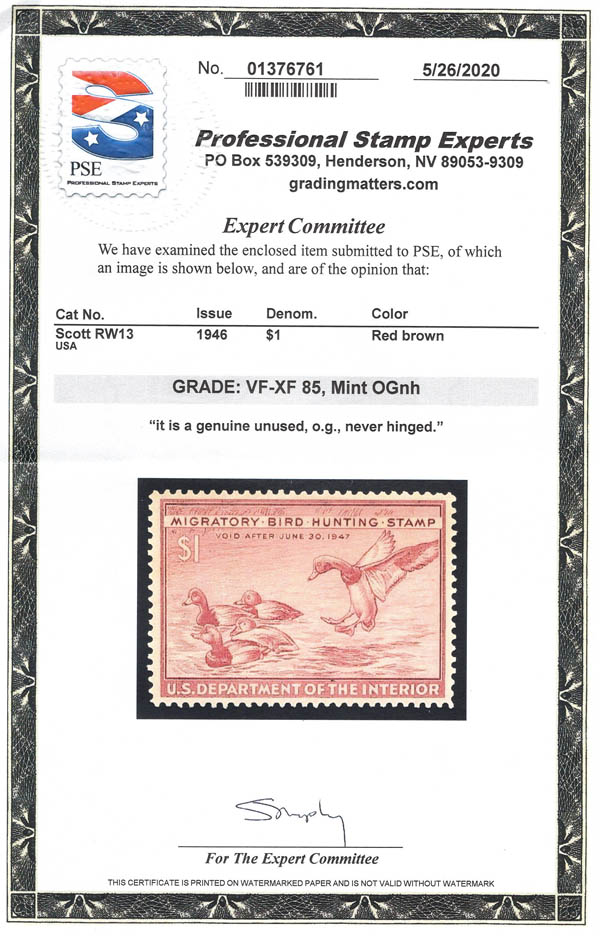 No. 01376761 5/26/2020
PSE
PROFESSIONAL STAMP EXPERTS
Professional Stamp Experts
PO Box 539309, Henderson, NV 89053-9309
gradingmatters.com
Expert Committee
We have examined the enclosed item submitted to PSE, of which
an image is shown below, and are of the opinion that:
Cat No. Issue Denom. Color
Scott RW13 1946 $1 Red brown
USA
GRADE: VF-XF 85, Mint OGnh
“it is a genuine unused, o.g., never hinged.”
MIGRATORY·BIRD·HUNTING·STAMP
VOID AFTER JUNE 30, 1947
$1
U.S. DEPARTMENT OF THE INTERIOR
For The Expert Committee
THIS CERTIFICATE IS PRINTED ON WATERMARKED PAPER AND IS NOT VALID WITHOUT WATERMARK